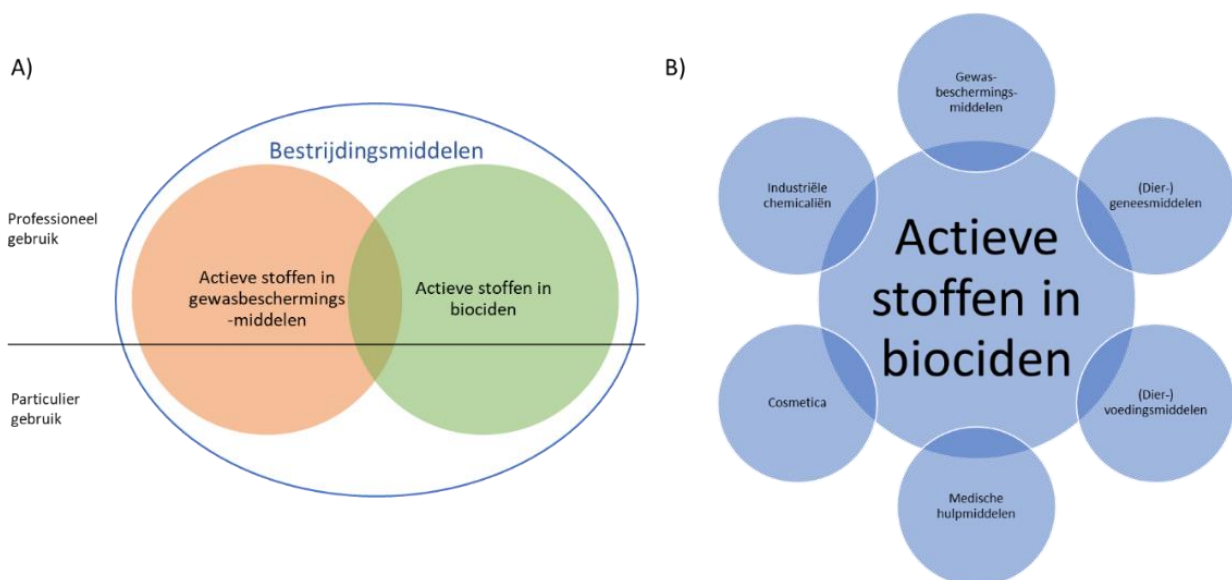 A)
Bestrijdingsmiddelen
Professioneel
gebruik
Actieve stoffen in
gewasbeschermings
-middelen
Actieve stoffen in
biociden
Particulier
gebruik
B)
Gewas-
beschermings-
middelen
Industriële
chemicaliën
(Dier-)
geneesmiddelen
Actieve
stoffen in
biociden
Cosmetica
(Dier-)
voedingsmiddelen
Medische
hulpmiddelen